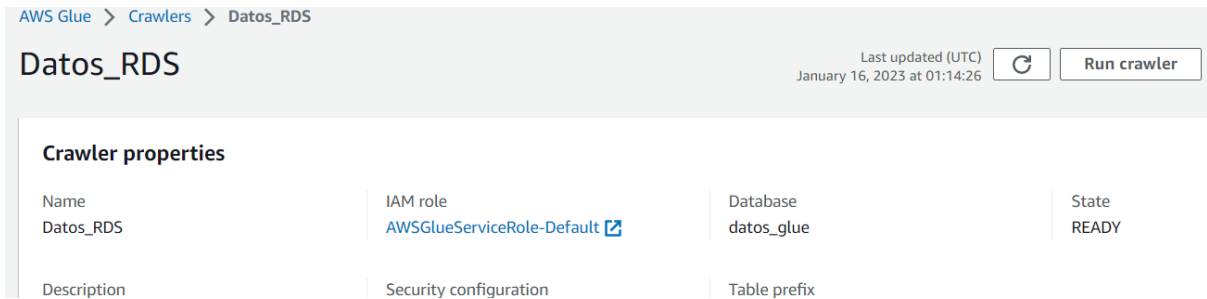 AWS Glue > Crawlers > Datos_RDS
Datos_RDS
Last updated (UTC)
January 16, 2023 at 01:14:26
Run crawler
Crawler properties
Name
Datos_RDS
IAM role
AWSGlueServiceRole-Default
Database
datos_glue
State
READY
Description
Security configuration
Table prefix